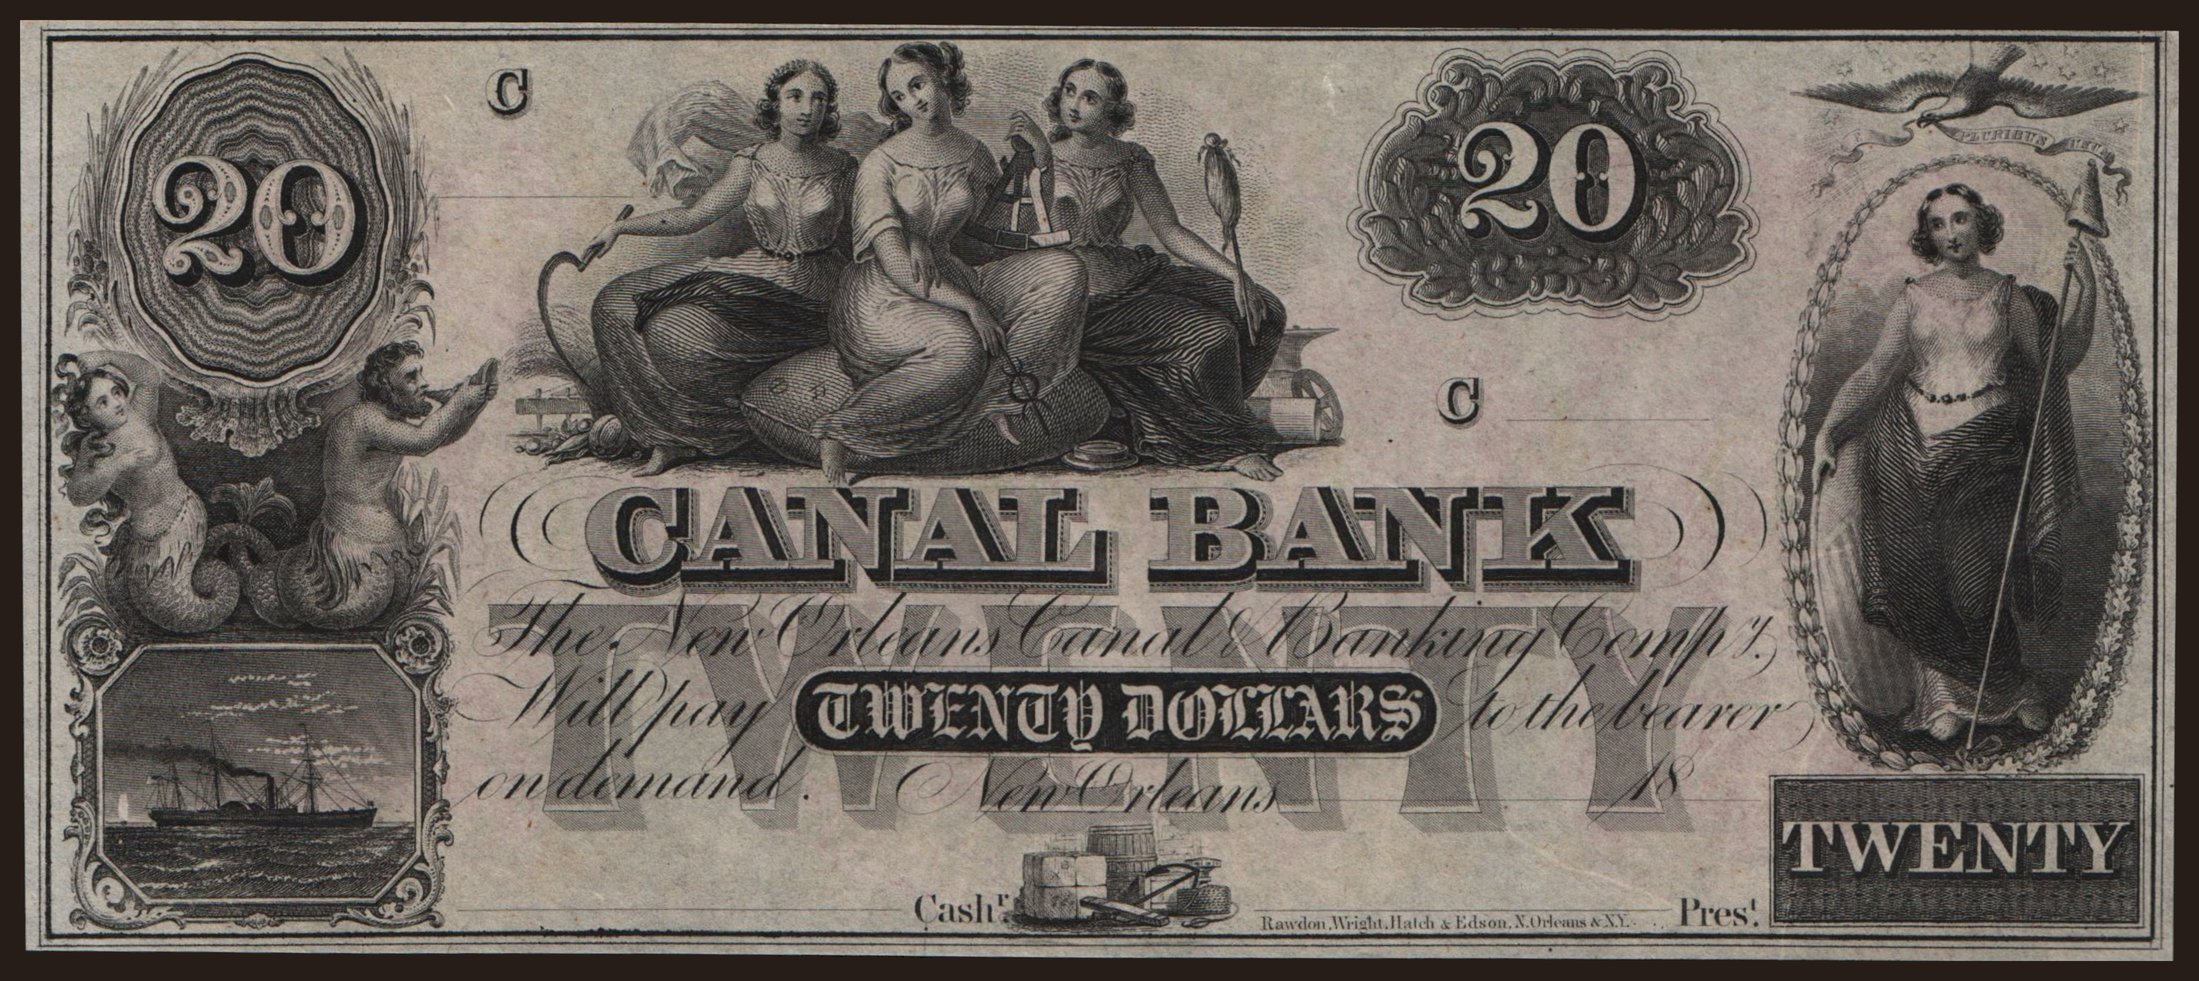 20
C
20
E PLURIBUS UNUM
C
CANAL BANK
TWENTY
The New Orleans Canal & Banking Compy.
Will pay TWENTY DOLLARS to the bearer
on demand. New Orleans 18
TWENTY
Cashr.
Rawdon, Wright, Hatch & Edson, N. Orleans & N.Y.
Prest.